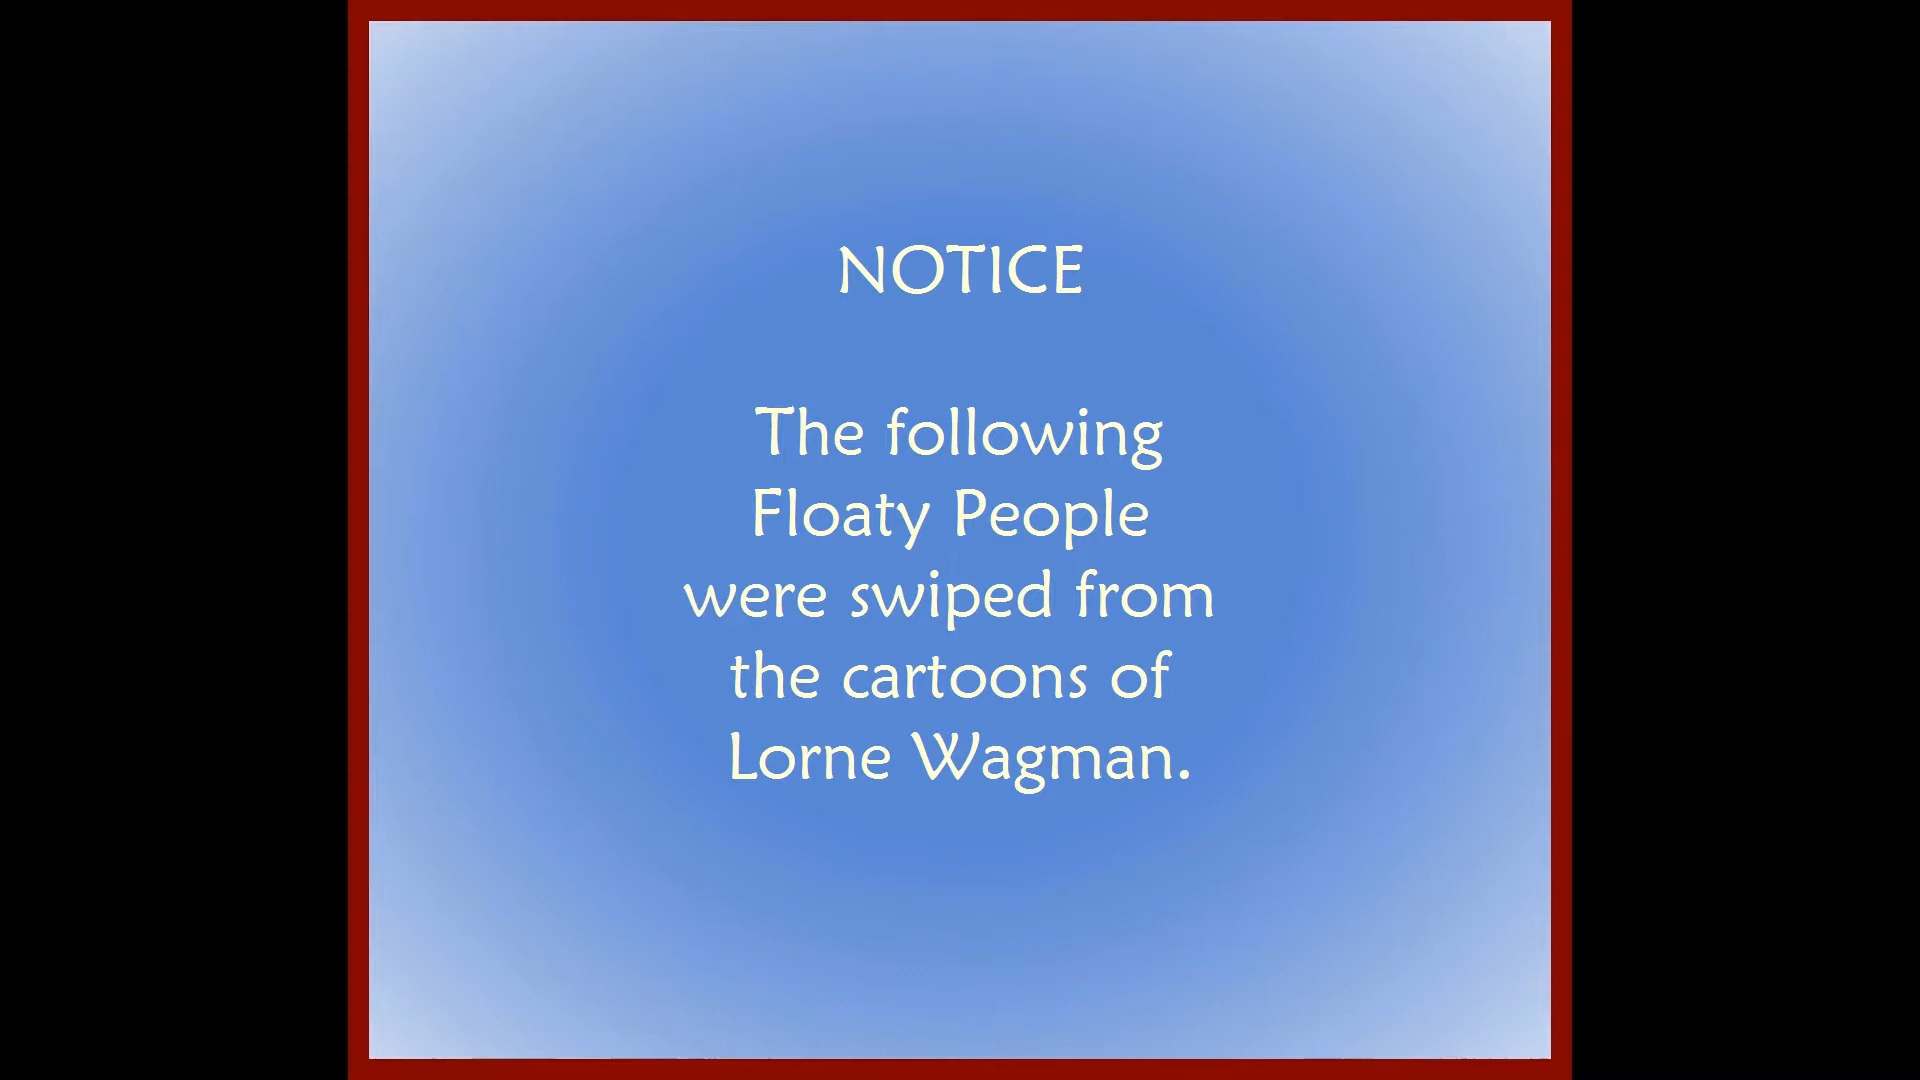 NOTICE
The following
Floaty People
were swiped from
the cartoons of
Lorne Wagman.